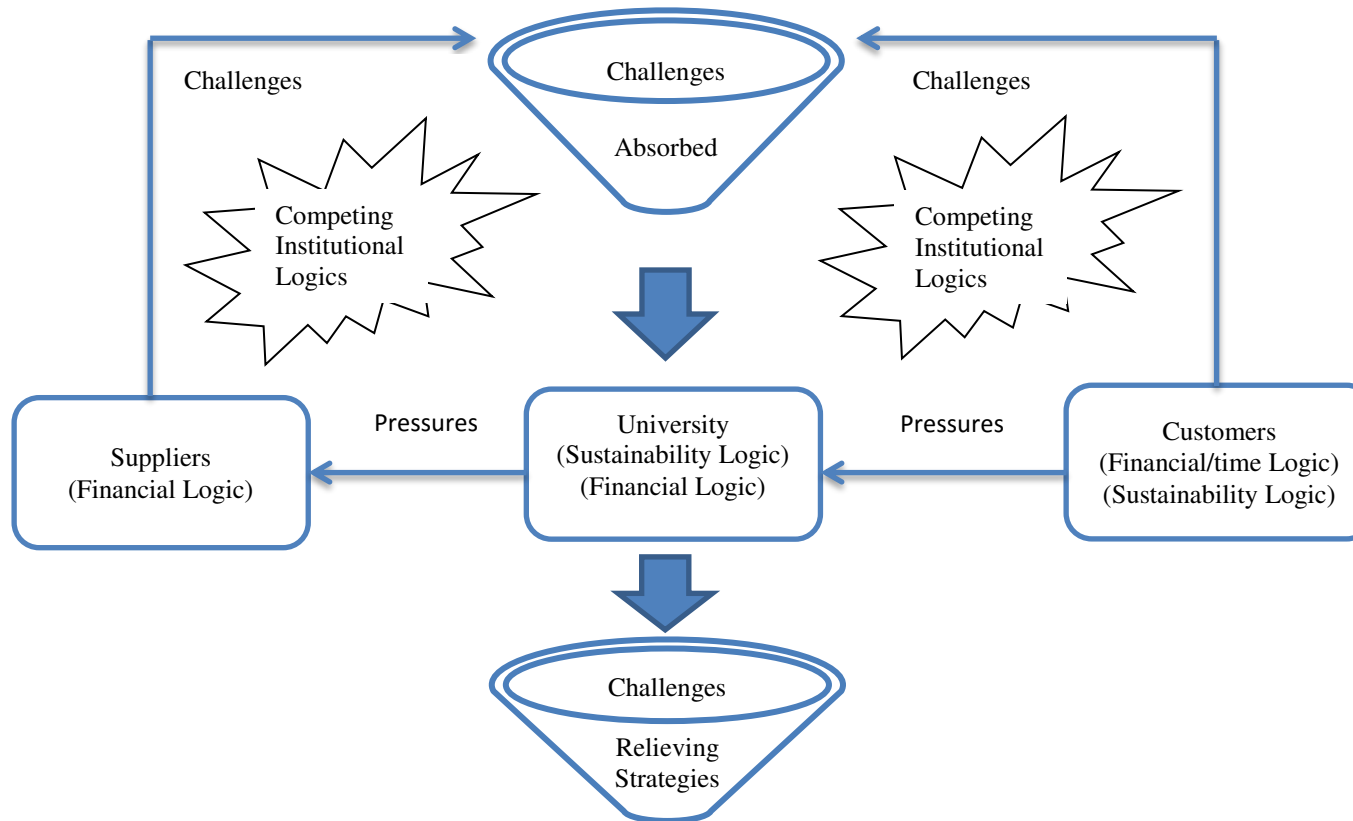 Challenges
Challenges
Challenges
Absorbed
Competing
Institutional
Logics
Competing
Institutional
Logics
Pressures
Pressures
Suppliers
(Financial Logic)
University
(Sustainability Logic)
(Financial Logic)
Customers
(Financial/time Logic)
(Sustainability Logic)
Challenges
Relieving
Strategies